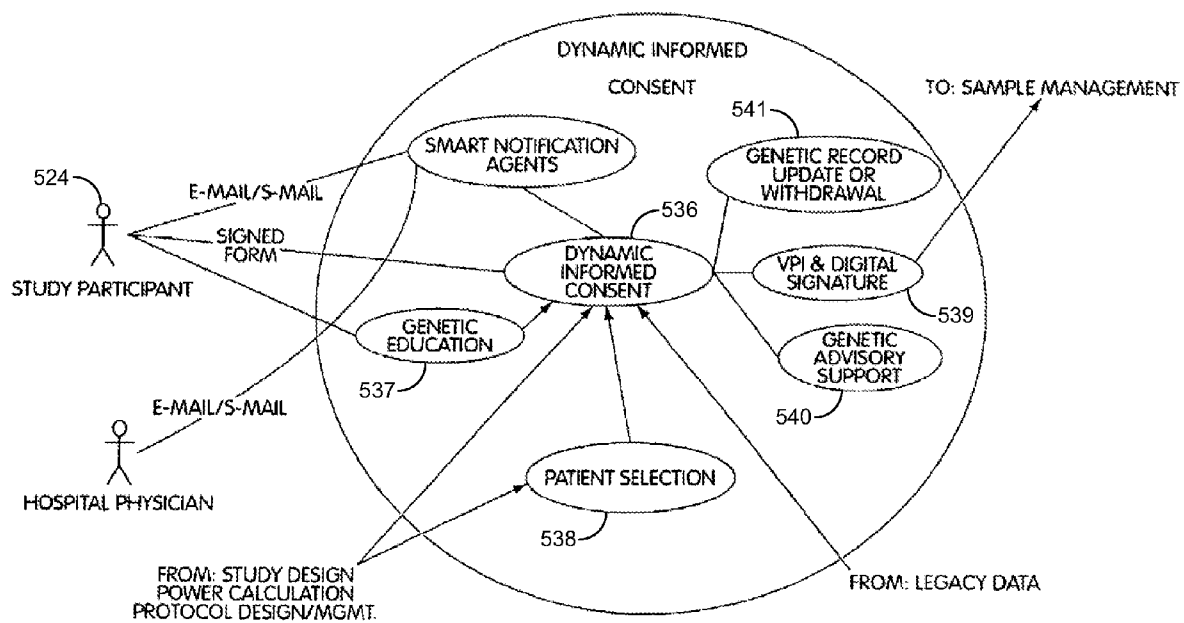 DYNAMIC INFORMED
CONSENT
TO: SAMPLE MANAGEMENT
541
SMART NOTIFICATION
AGENTS
GENETIC RECORD
UPDATE OR
WITHDRAWAL
524
E-MAIL/S-MAIL
536
SIGNED
FORM
DYNAMIC
INFORMED
CONSENT
VPI & DIGITAL
SIGNATURE
STUDY PARTICIPANT
539
GENETIC
EDUCATION
GENETIC
ADVISORY
SUPPORT
537
540
E-MAIL/S-MAIL
PATIENT SELECTION
HOSPITAL PHYSICIAN
538
FROM: STUDY DESIGN
POWER CALCULATION
PROTOCOL DESIGN/MGMT.
FROM: LEGACY DATA